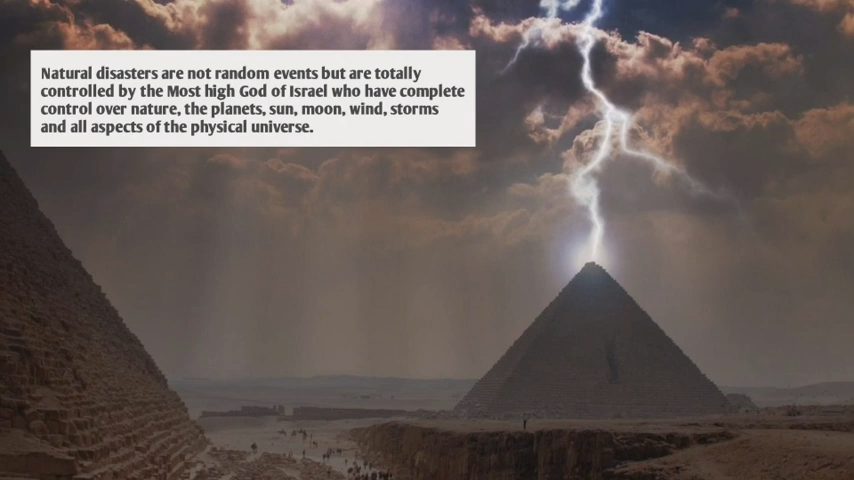 Natural disasters are not random events but are totally
controlled by the Most high God of Israel who have complete
control over nature, the planets, sun, moon, wind, storms
and all aspects of the physical universe.